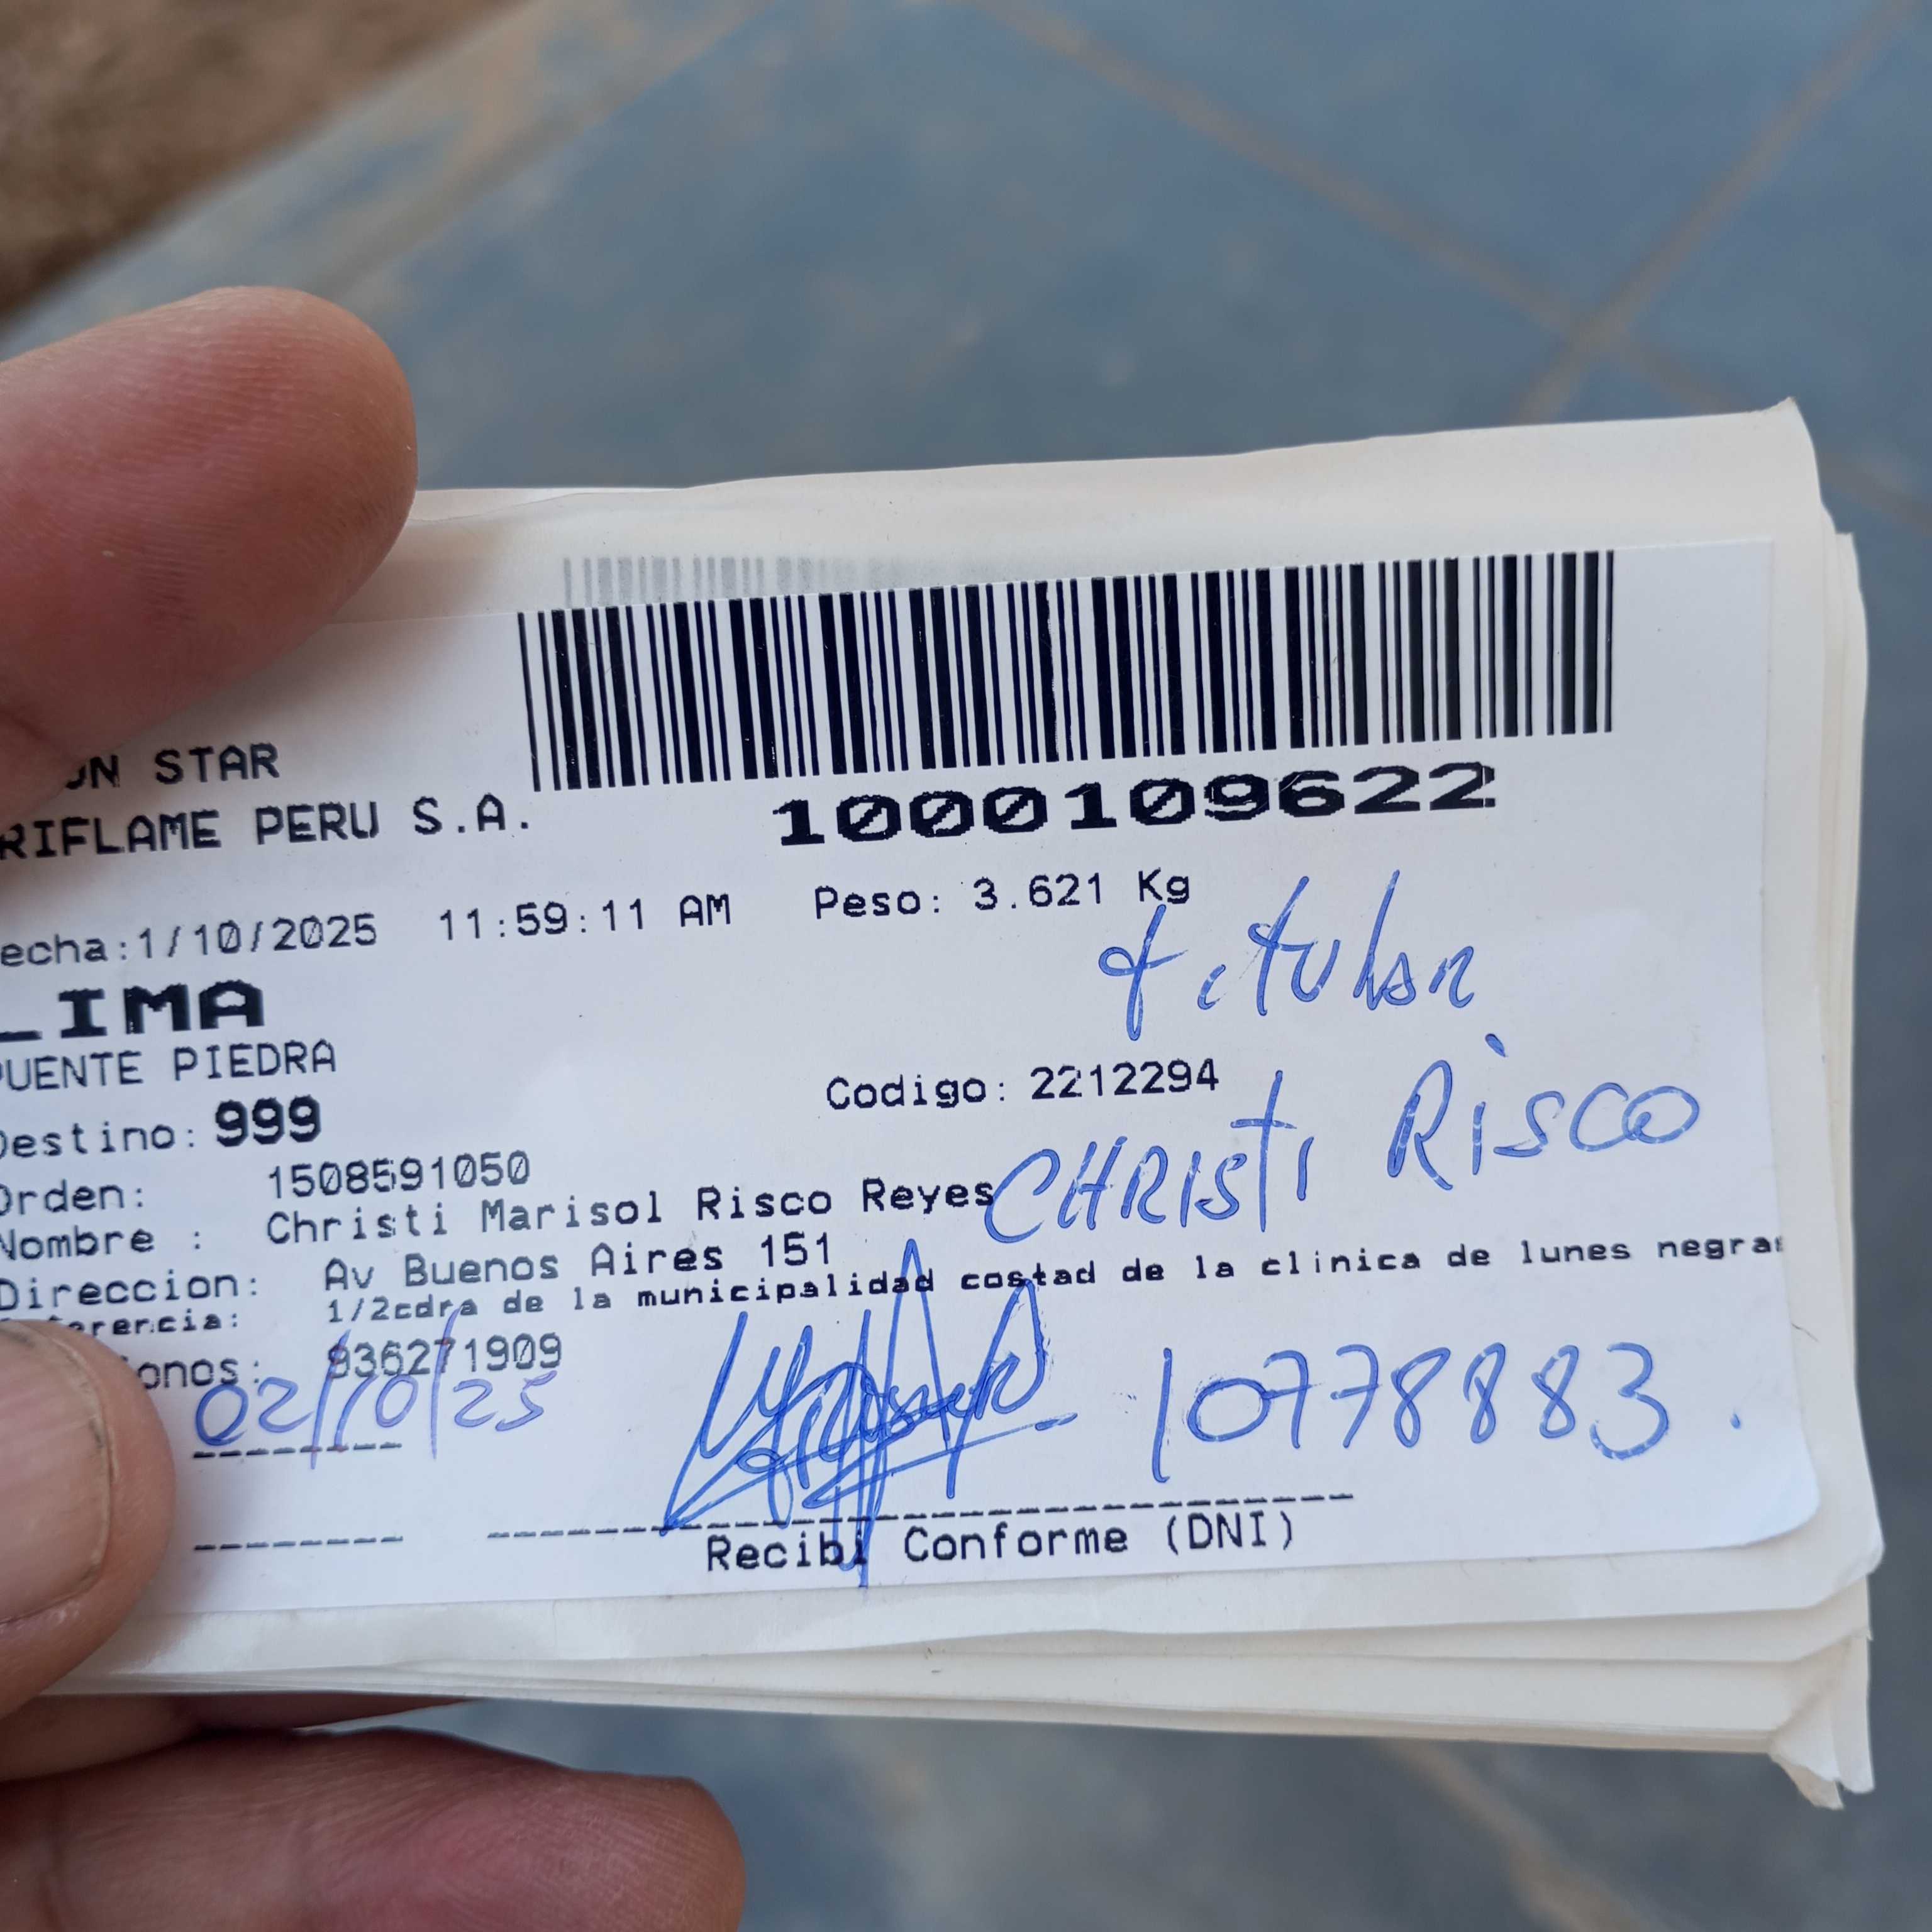 ON STAR
RIFLAME PERU S.A.
1000109622
echa:1/10/2025 11:59:11 AM Peso: 3.621 Kg
titular
LIMA
PUENTE PIEDRA
Codigo: 2212294
Destino: 999
CHRISTI RISCO
Orden: 1508591050
Nombre : Christi Marisol Risco Reyes
Direccion: Av Buenos Aires 151
erencia: 1/2cdra de la municipalidad costad de la clinica de lunes negras
onos: 936271909
02/10/25
10778883.
Recibi Conforme (DNI)